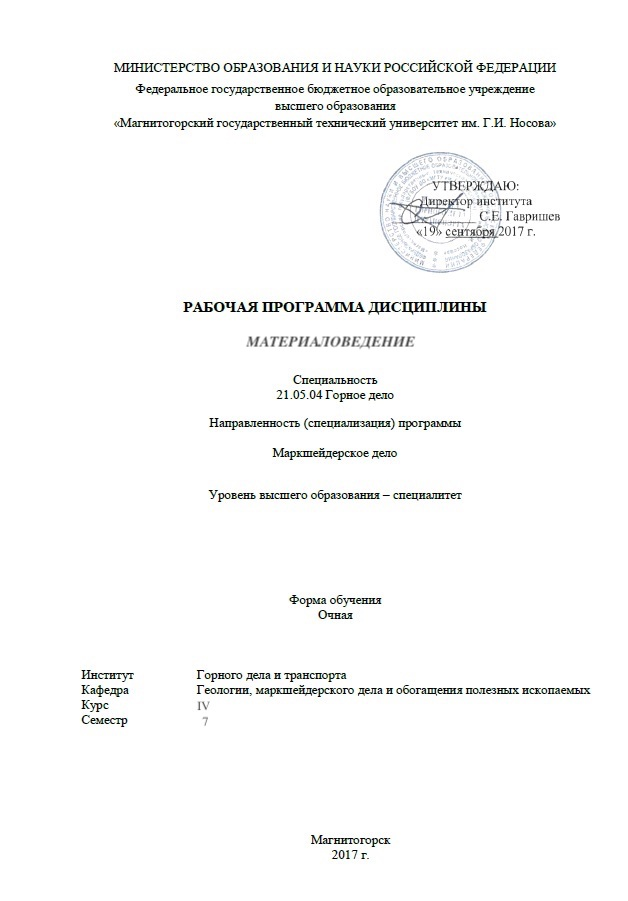 МИНИСТЕРСТВО ОБРАЗОВАНИЯ И НАУКИ РОССИЙСКОЙ ФЕДЕРАЦИИ
Федеральное государственное бюджетное образовательное учреждение
высшего образования
«Магнитогорский государственный технический университет им. Г.И. Носова»
УТВЕРЖДАЮ:
Директор института
С.Е. Гавришев
«19» сентября 2017 г.
РАБОЧАЯ ПРОГРАММА ДИСЦИПЛИНЫ
МАТЕРИАЛОВЕДЕНИЕ
Специальность
21.05.04 Горное дело
Направленность (специализация) программы
Маркшейдерское дело
Уровень высшего образования – специалитет
Форма обучения
Очная
Институт Горного дела и транспорта
Кафедра Геологии, маркшейдерского дела и обогащения полезных ископаемых
Курс IV
Семестр 7
Магнитогорск
2017 г.